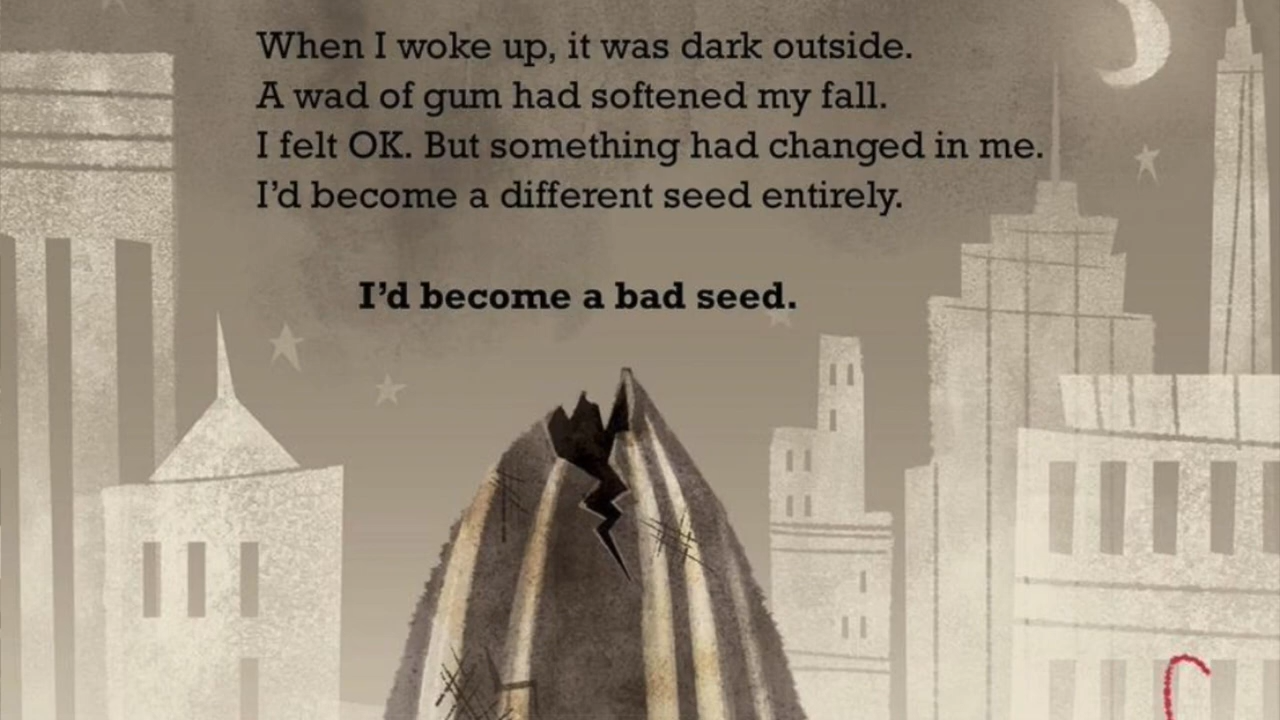 When I woke up, it was dark outside.
A wad of gum had softened my fall.
I felt OK. But something had changed in me.
I’d become a different seed entirely.
I’d become a bad seed.